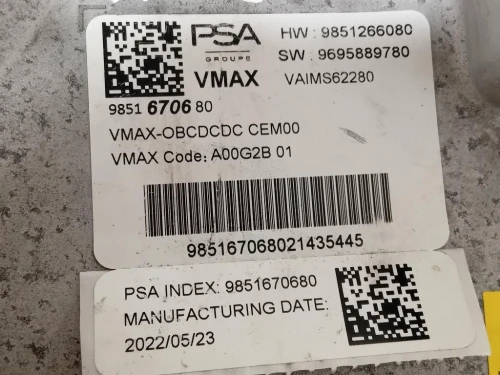 PSA
GROUPE
VMAX
HW : 9851266080
SW : 9695889780
VAIMS62280
9851 6706 80
VMAX-OBCDCDC CEM00
VMAX Code: A00G2B 01
985167068021435445
PSA INDEX: 9851670680
MANUFACTURING DATE:
2022/05/23